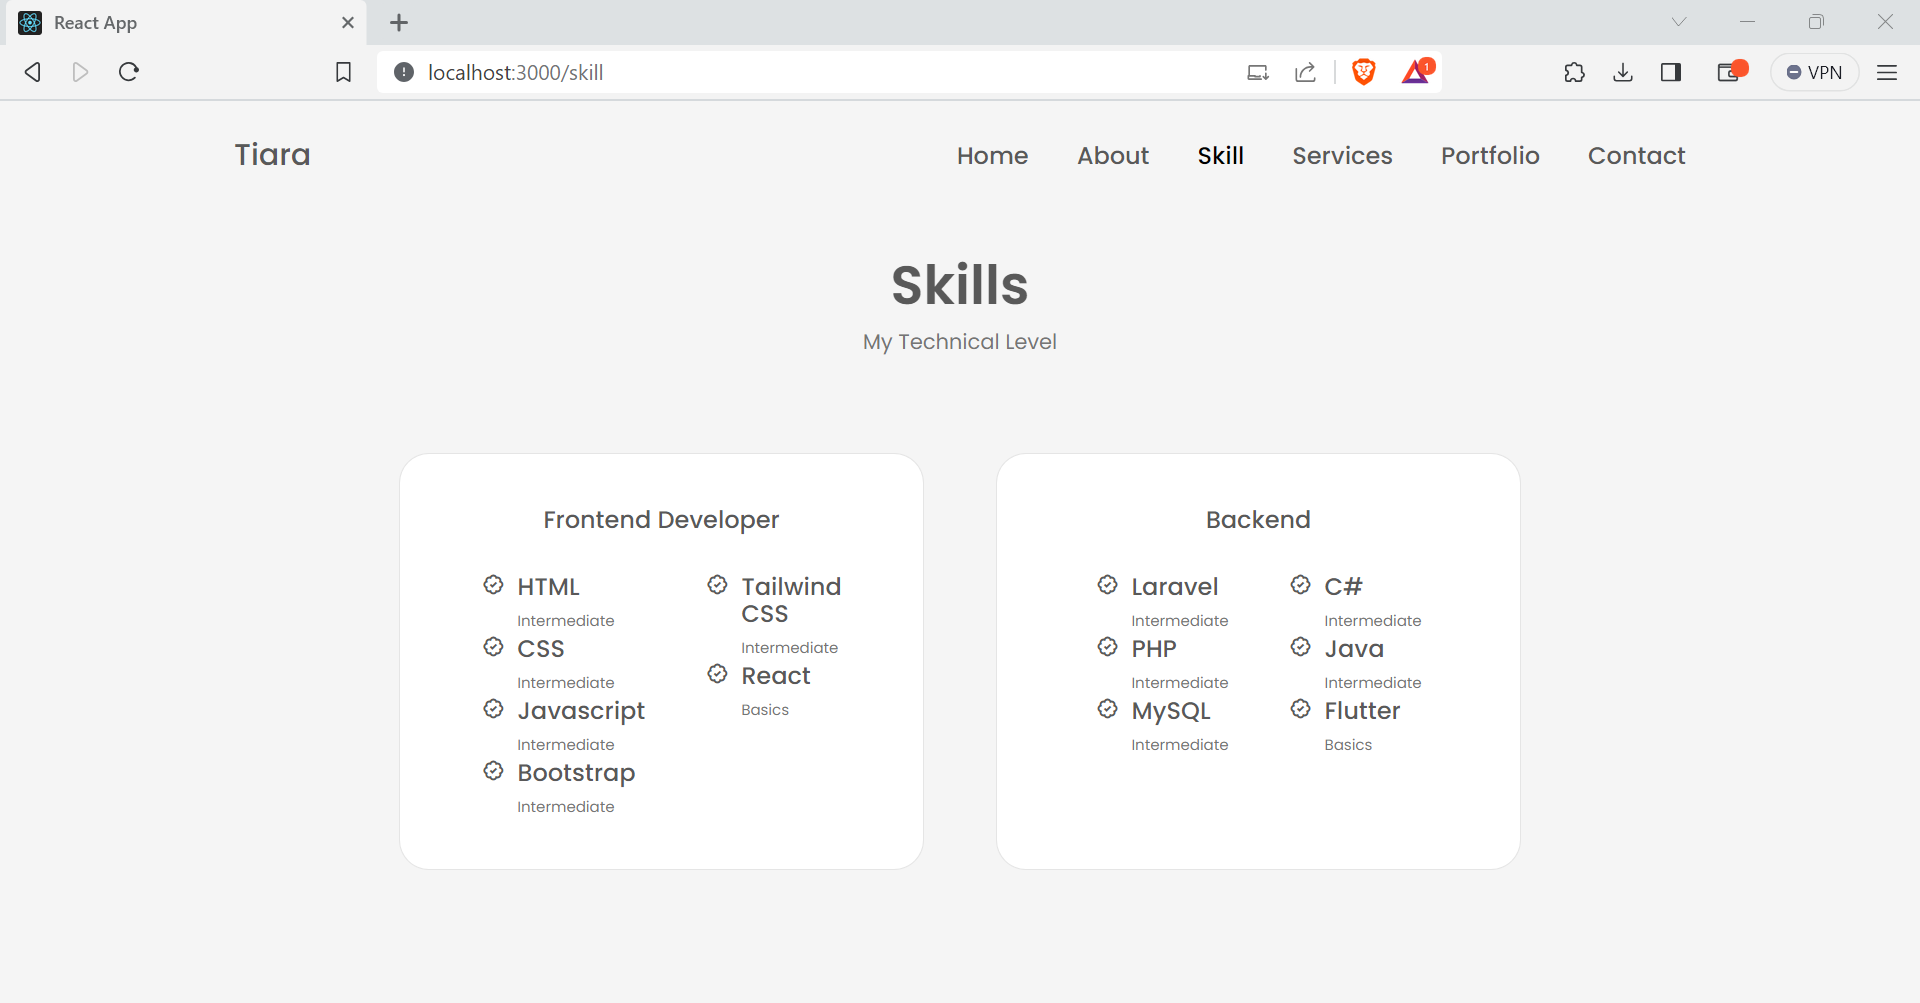 React App
localhost:3000/skill
1
VPN
Tiara
Home About Skill Services Portfolio Contact
Skills
My Technical Level
Frontend Developer
HTML
Intermediate
CSS
Intermediate
Javascript
Intermediate
Bootstrap
Intermediate
Tailwind
CSS
Intermediate
React
Basics
Backend
Laravel
Intermediate
PHP
Intermediate
MySQL
Intermediate
C#
Intermediate
Java
Intermediate
Flutter
Basics